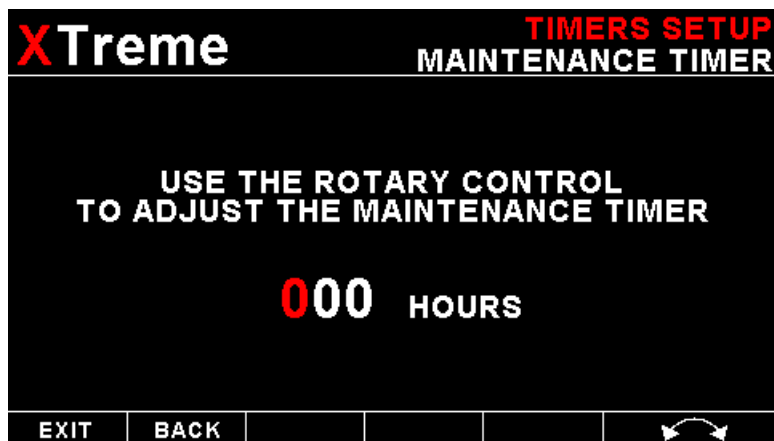 XTreme
TIMERS SETUP
MAINTENANCE TIMER
USE THE ROTARY CONTROL
TO ADJUST THE MAINTENANCE TIMER
000 HOURS
EXIT BACK